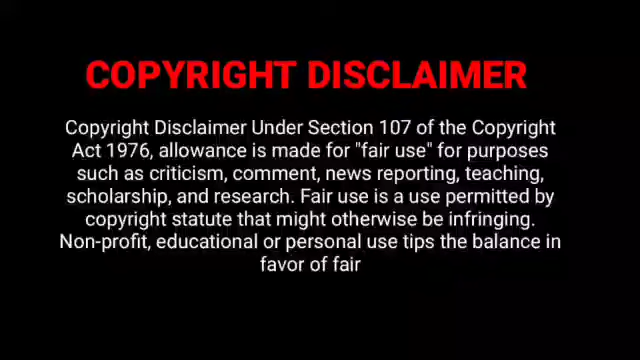 COPYRIGHT DISCLAIMER
Copyright Disclaimer Under Section 107 of the Copyright
Act 1976, allowance is made for "fair use" for purposes
such as criticism, comment, news reporting, teaching,
scholarship, and research. Fair use is a use permitted by
copyright statute that might otherwise be infringing.
Non-profit, educational or personal use tips the balance in
favor of fair